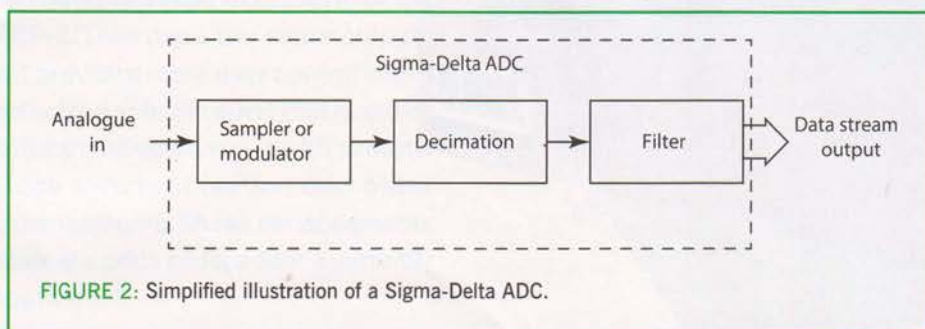 Sigma-Delta ADC
Analogue
in
Sampler or
modulator
Decimation
Filter
Data stream
output
FIGURE 2: Simplified illustration of a Sigma-Delta ADC.